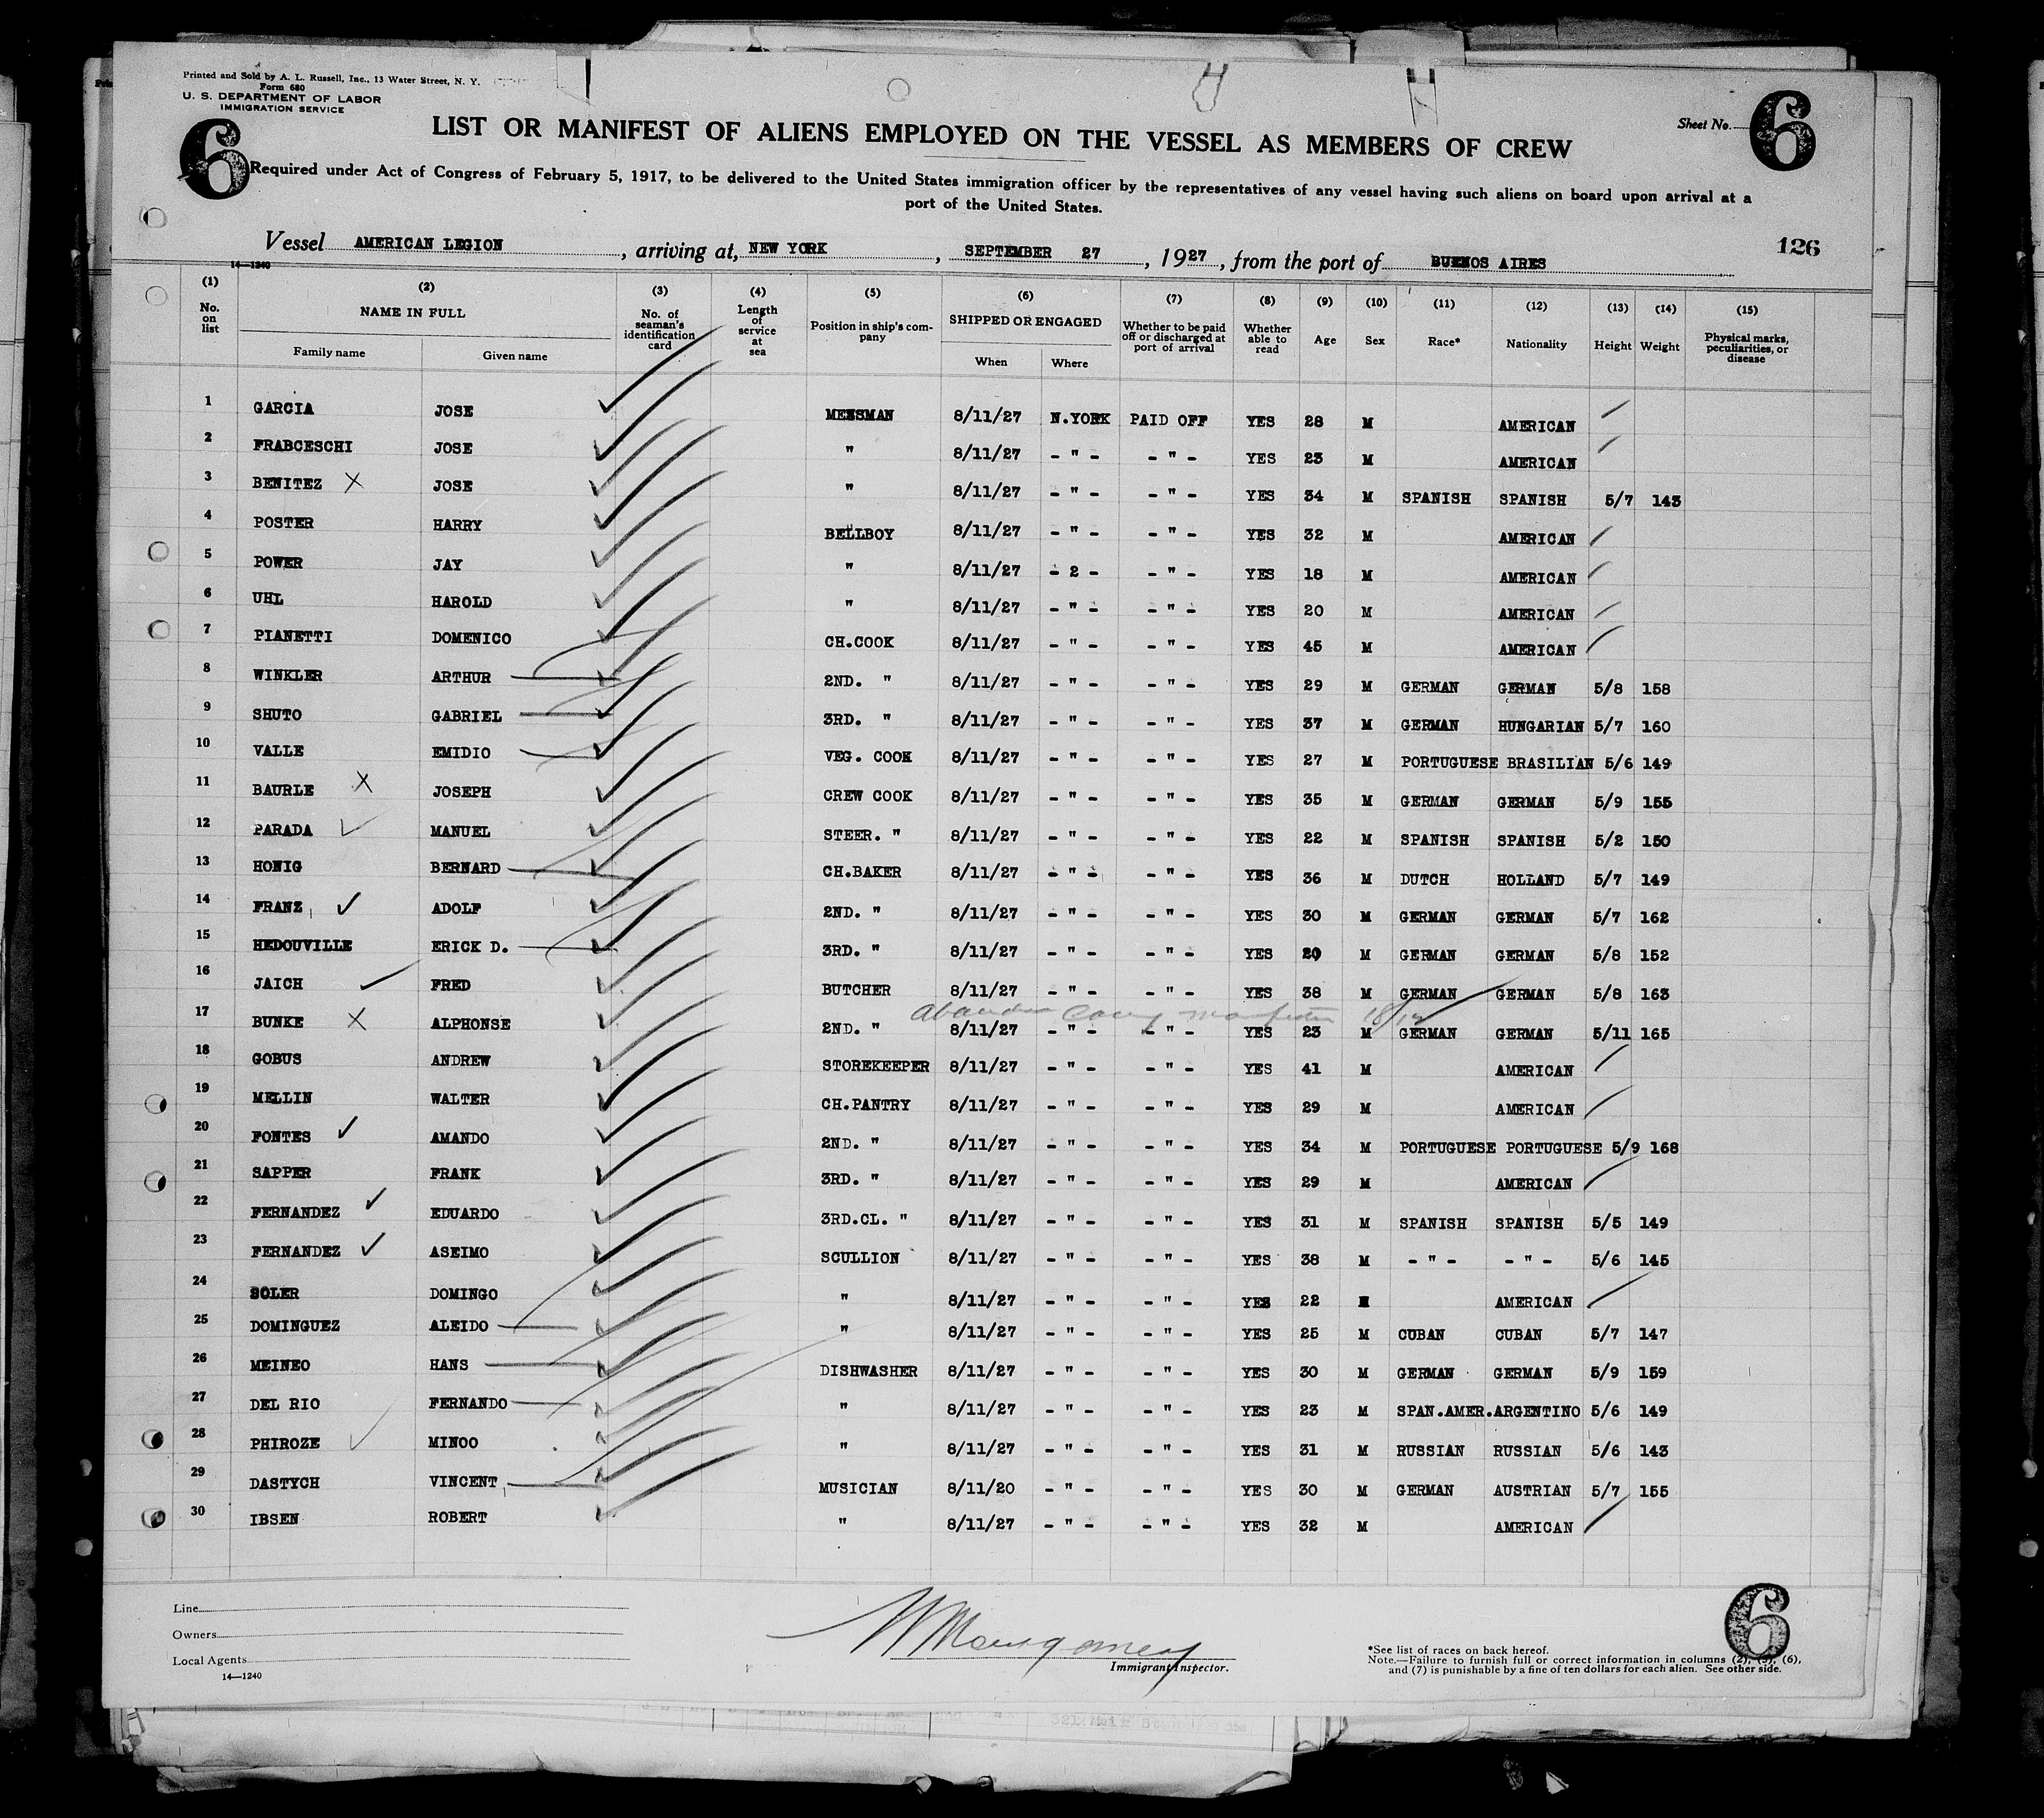 Printed and Sold by A. L. Russell, Inc., 13 Water Street, N. Y.
Form 680
U. S. DEPARTMENT OF LABOR
IMMIGRATION SERVICE
6
Sheet No. 6
LIST OR MANIFEST OF ALIENS EMPLOYED ON THE VESSEL AS MEMBERS OF CREW
Required under Act of Congress of February 5, 1917, to be delivered to the United States immigration officer by the representatives of any vessel having such aliens on board upon arrival at a
port of the United States.
Vessel AMERICAN LEGION, arriving at, NEW YORK, SEPTEMBER 27, 1927, from the port of BUENOS AIRES
126
14—1240
(1) No. on list (2) NAME IN FULL Family name Given name (3) No. of seaman's identification card (4) Length of service at sea (5) Position in ship's company (6) SHIPPED OR ENGAGED When Where (7) Whether to be paid off or discharged at port of arrival (8) Whether able to read (9) Age (10) Sex (11) Race* (12) Nationality (13) Height (14) Weight (15) Physical marks, peculiarities, or disease
1 GARCIA JOSE MESSMAN 8/11/27 N.YORK PAID OFF YES 28 M AMERICAN
2 FRABCESCHI JOSE " 8/11/27 - " - - " - YES 23 M AMERICAN
3 BENITEZ JOSE " 8/11/27 - " - - " - YES 34 M SPANISH SPANISH 5/7 143
4 POSTER HARRY BELLBOY 8/11/27 - " - - " - YES 32 M AMERICAN
5 POWER JAY " 8/11/27 - 2 - - " - YES 18 M AMERICAN
6 UHL HAROLD " 8/11/27 - " - - " - YES 20 M AMERICAN
7 PIANETTI DOMENICO CH.COOK 8/11/27 - " - - " - YES 45 M AMERICAN
8 WINKLER ARTHUR 2ND. " 8/11/27 - " - - " - YES 29 M GERMAN GERMAN 5/8 158
9 SHUTO GABRIEL 3RD. " 8/11/27 - " - - " - YES 37 M GERMAN HUNGARIAN 5/7 160
10 VALLE EMIDIO VEG. COOK 8/11/27 - " - - " - YES 27 M PORTUGUESE BRASILIAN 5/6 149
11 BAURLE JOSEPH CREW COOK 8/11/27 - " - - " - YES 35 M GERMAN GERMAN 5/9 155
12 PARADA MANUEL STEER. " 8/11/27 - " - - " - YES 22 M SPANISH SPANISH 5/2 150
13 HONIG BERNARD CH.BAKER 8/11/27 - " - - " - YES 36 M DUTCH HOLLAND 5/7 149
14 FRANZ ADOLF 2ND. " 8/11/27 - " - - " - YES 30 M GERMAN GERMAN 5/7 162
15 HEDOUVILLE ERICK D. 3RD. " 8/11/27 - " - - " - YES 20 M GERMAN GERMAN 5/8 152
16 JAICH FRED BUTCHER 8/11/27 - " - - " - YES 38 M GERMAN GERMAN 5/8 163
17 BUNKE ALPHONSE 2ND. " 8/11/27 - " - - " - YES 23 M GERMAN GERMAN 5/11 165
18 GOBUS ANDREW STOREKEEPER 8/11/27 - " - - " - YES 41 M AMERICAN
19 MELLIN WALTER CH.PANTRY 8/11/27 - " - - " - YES 29 M AMERICAN
20 FONTES AMANDO 2ND. " 8/11/27 - " - - " - YES 34 M PORTUGUESE PORTUGUESE 5/9 168
21 SAPPER FRANK 3RD. " 8/11/27 - " - - " - YES 29 M AMERICAN
22 FERNANDEZ EDUARDO 3RD.CL. " 8/11/27 - " - - " - YES 31 M SPANISH SPANISH 5/5 149
23 FERNANDEZ ASEIMO SCULLION 8/11/27 - " - - " - YES 38 M - " - - " - 5/6 145
24 SOLER DOMINGO " 8/11/27 - " - - " - YES 22 M AMERICAN
25 DOMINGUEZ ALEIDO " 8/11/27 - " - - " - YES 25 M CUBAN CUBAN 5/7 147
26 MEINEO HANS DISHWASHER 8/11/27 - " - - " - YES 30 M GERMAN GERMAN 5/9 159
27 DEL RIO FERNANDO " 8/11/27 - " - - " - YES 23 M SPAN.AMER. ARGENTINO 5/6 149
28 PHIROZE MINOO " 8/11/27 - " - - " - YES 31 M RUSSIAN RUSSIAN 5/6 143
29 DASTYCH VINCENT MUSICIAN 8/11/20 - " - - " - YES 30 M GERMAN AUSTRIAN 5/7 155
30 IBSEN ROBERT " 8/11/27 - " - - " - YES 32 M AMERICAN
Line
Owners
Local Agents
14—1240
Immigrant Inspector.
*See list of races on back hereof.
Note.—Failure to furnish full or correct information in columns (2), (5), (6),
and (7) is punishable by a fine of ten dollars for each alien. See other side.
6